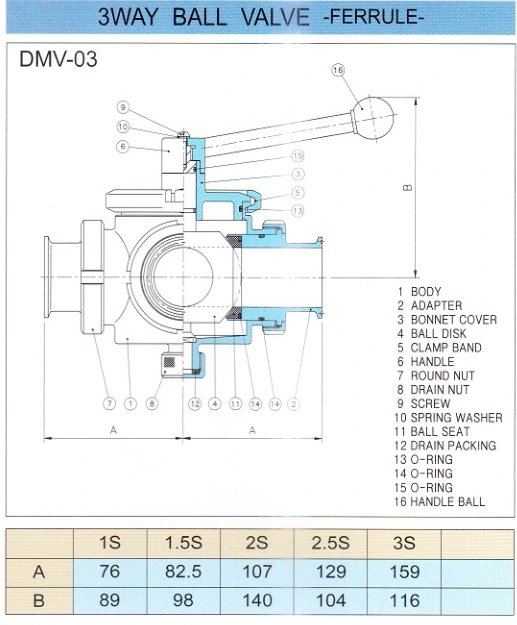 3WAY BALL VALVE -FERRULE-
DMV-03
16
9
10
6
15
3
5
13
B
1 BODY
2 ADAPTER
3 BONNET COVER
4 BALL DISK
5 CLAMP BAND
6 HANDLE
7 ROUND NUT
8 DRAIN NUT
9 SCREW
10 SPRING WASHER
11 BALL SEAT
12 DRAIN PACKING
13 O-RING
14 O-RING
15 O-RING
16 HANDLE BALL
7 1 8 12 4 11 14 14 2
A A
1S 1.5S 2S 2.5S 3S
A 76 82.5 107 129 159
B 89 98 140 104 116